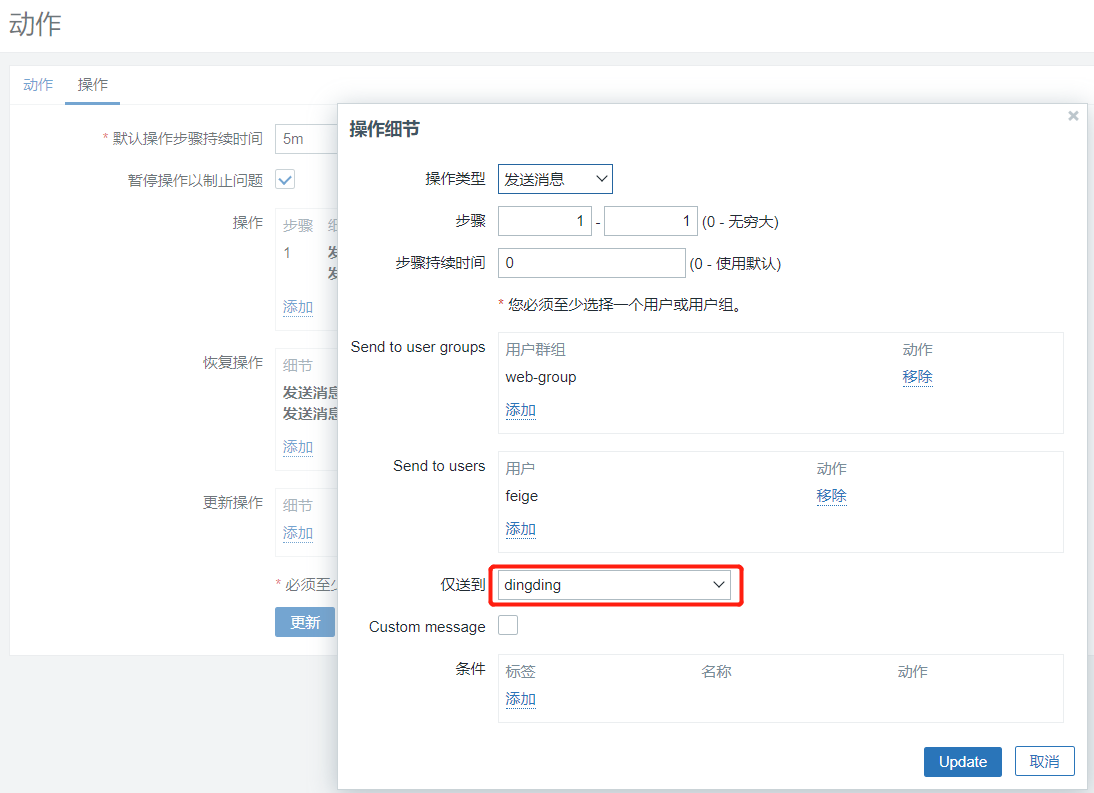 动作
动作 操作
* 默认操作步骤持续时间 5m
暂停操作以制止问题
操作 步骤
1
添加
恢复操作 细节
发送消息
发送消息
添加
更新操作 细节
添加
* 必须至少
更新
操作细节
操作类型 发送消息
步骤 1 - 1 (0 - 无穷大)
步骤持续时间 0 (0 - 使用默认)
* 您必须至少选择一个用户或用户组。
Send to user groups 用户群组 动作
web-group 移除
添加
Send to users 用户 动作
feige 移除
添加
仅送到 dingding
Custom message
条件 标签 名称 动作
添加
Update 取消